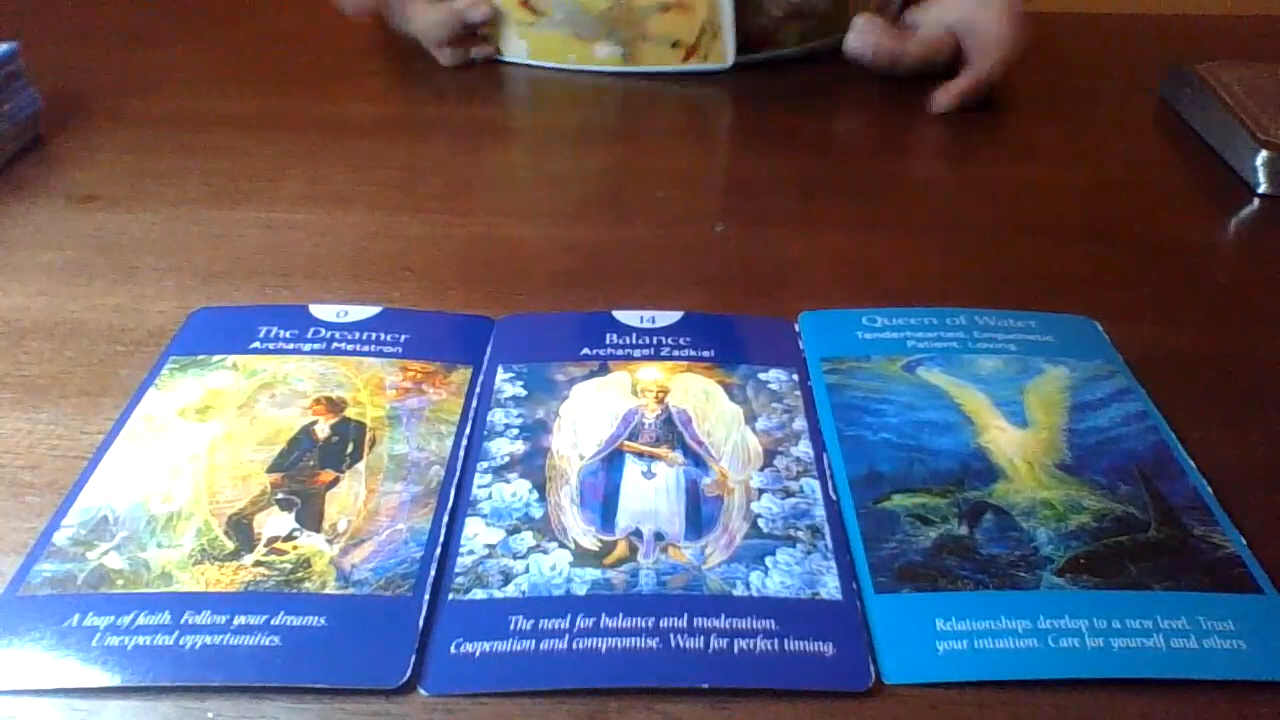 0
The Dreamer
Archangel Metatron
A leap of faith. Follow your dreams.
Unexpected opportunities.
14
Balance
Archangel Zadkiel
The need for balance and moderation.
Cooperation and compromise. Wait for perfect timing.
Queen of Water
Tenderhearted, Empathetic
Patient, Loving
Relationships develop to a new level. Trust
your intuition. Care for yourself and others